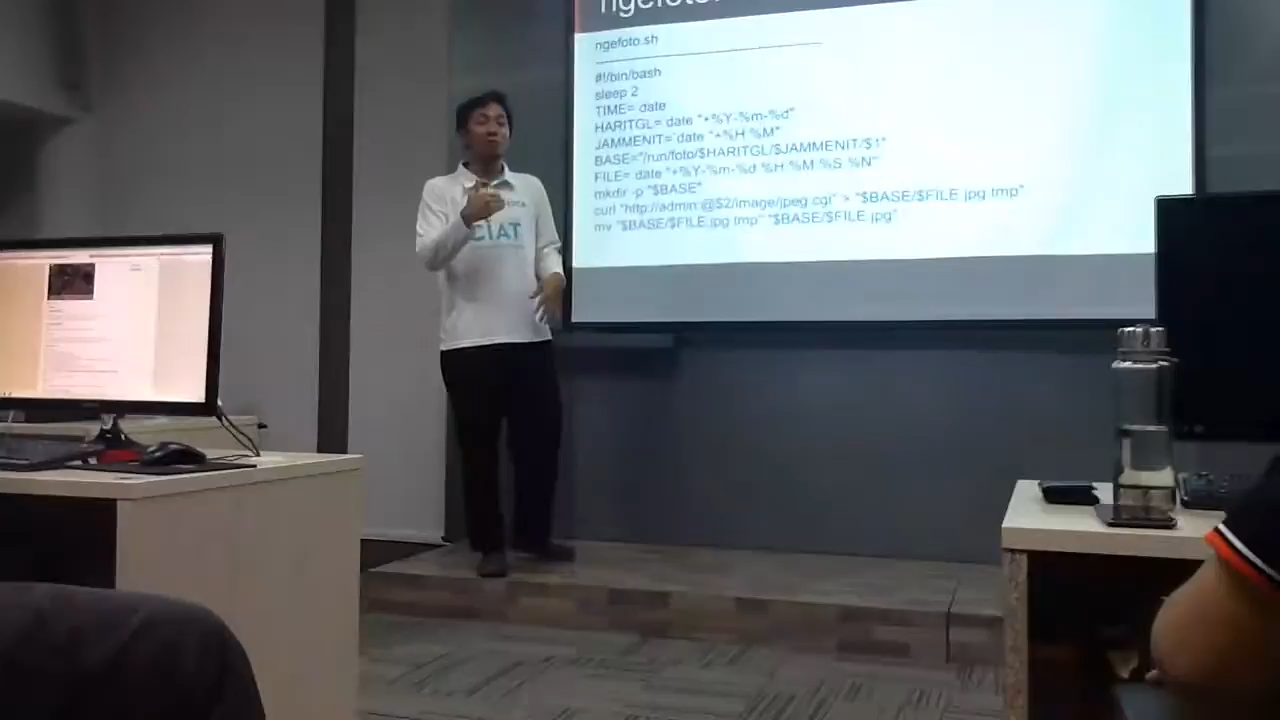 ngefoto.
ngefoto.sh
#!/bin/bash
sleep 2
TIME=`date`
HARITGL=`date "+%Y-%m-%d"`
JAMMENIT=`date "+%H %M"`
BASE="/run/foto/$HARITGL/$JAMMENIT/$1"
FILE=`date "+%Y-%m-%d %H %M %S %N"`
mkdir -p "$BASE"
curl "http://admin:@$2/image/jpeg.cgi" > "$BASE/$FILE.jpg.tmp"
mv "$BASE/$FILE.jpg.tmp" "$BASE/$FILE.jpg"
CIAT